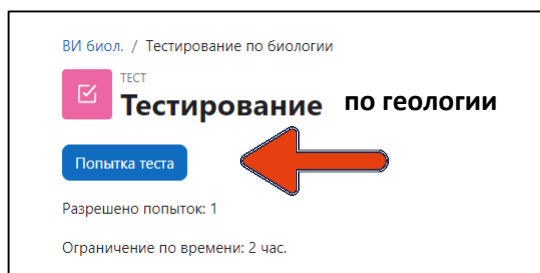 ВИ биол. / Тестирование по биологии
ТЕСТ
Тестирование по геологии
Попытка теста
Разрешено попыток: 1
Ограничение по времени: 2 час.